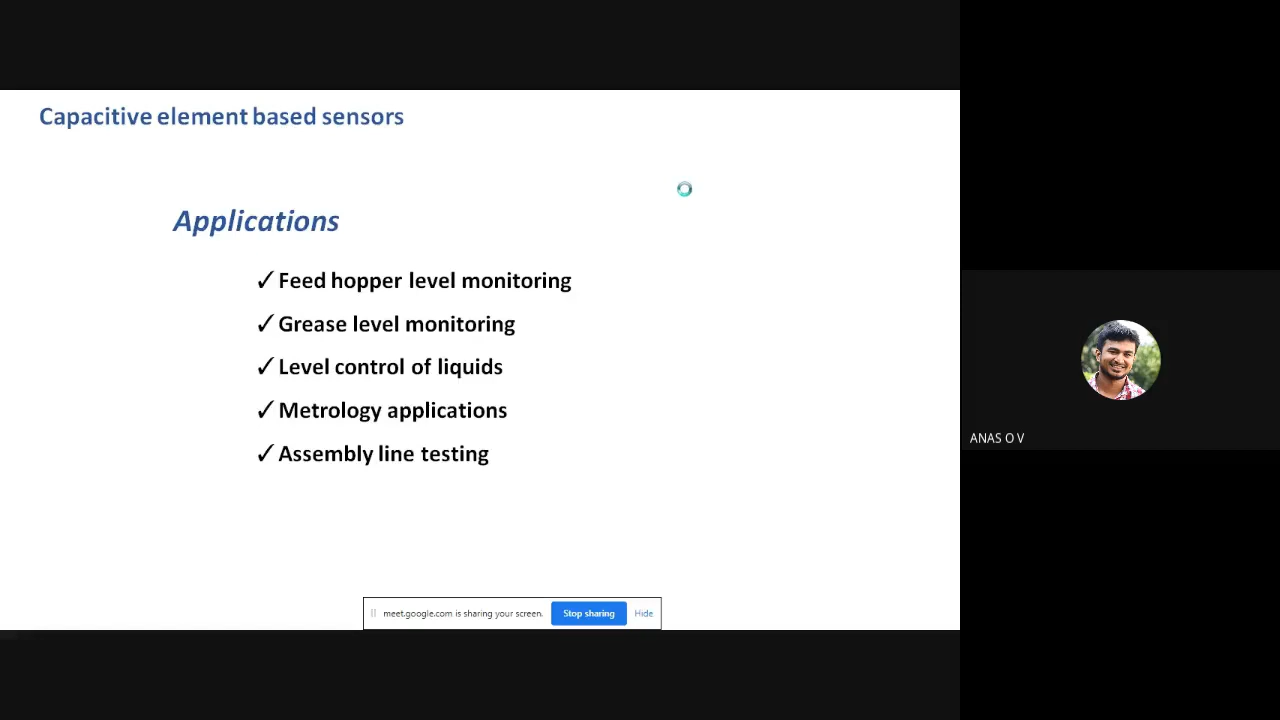 Capacitive element based sensors
Applications
✓ Feed hopper level monitoring
✓ Grease level monitoring
✓ Level control of liquids
✓ Metrology applications
✓ Assembly line testing
meet.google.com is sharing your screen. Stop sharing Hide
ANAS O V